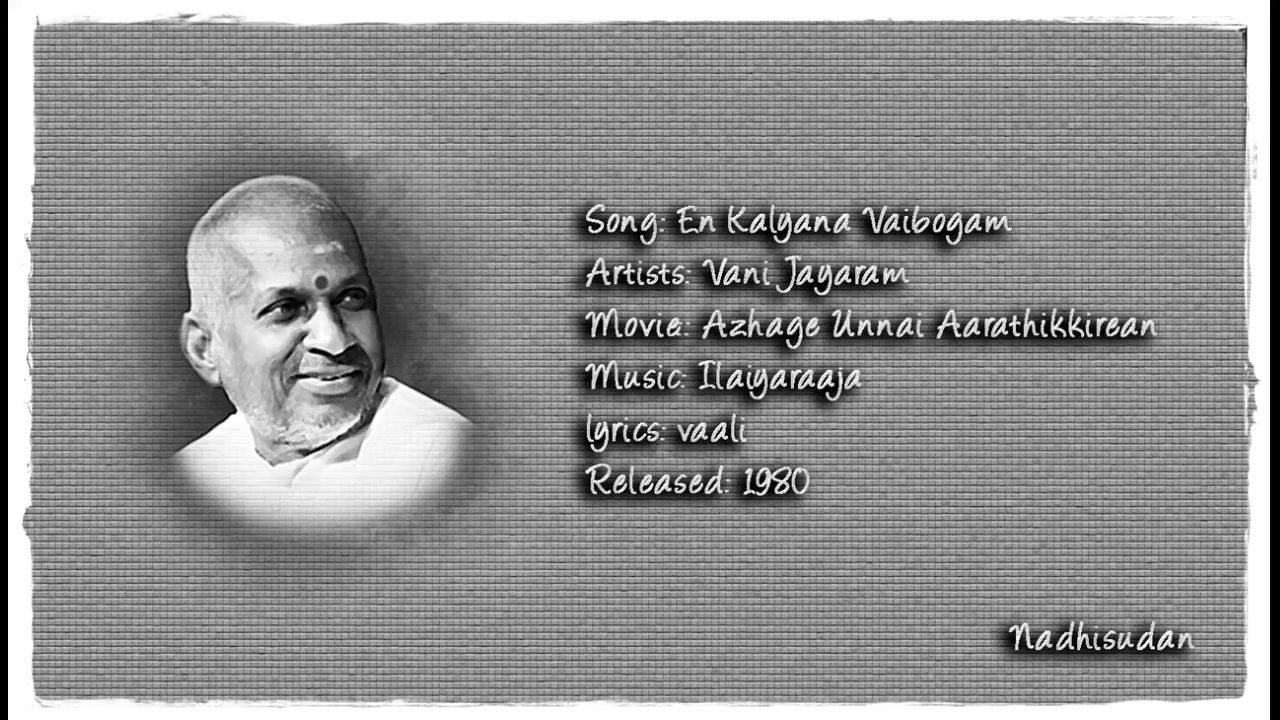 Song: En Kalyana Vaibogam
Artists: Vani Jayaram
Movie: Azhage Unnai Aarathikkirean
Music: Ilaiyaraaja
lyrics: vaali
Released: 1980
Nadhisudan